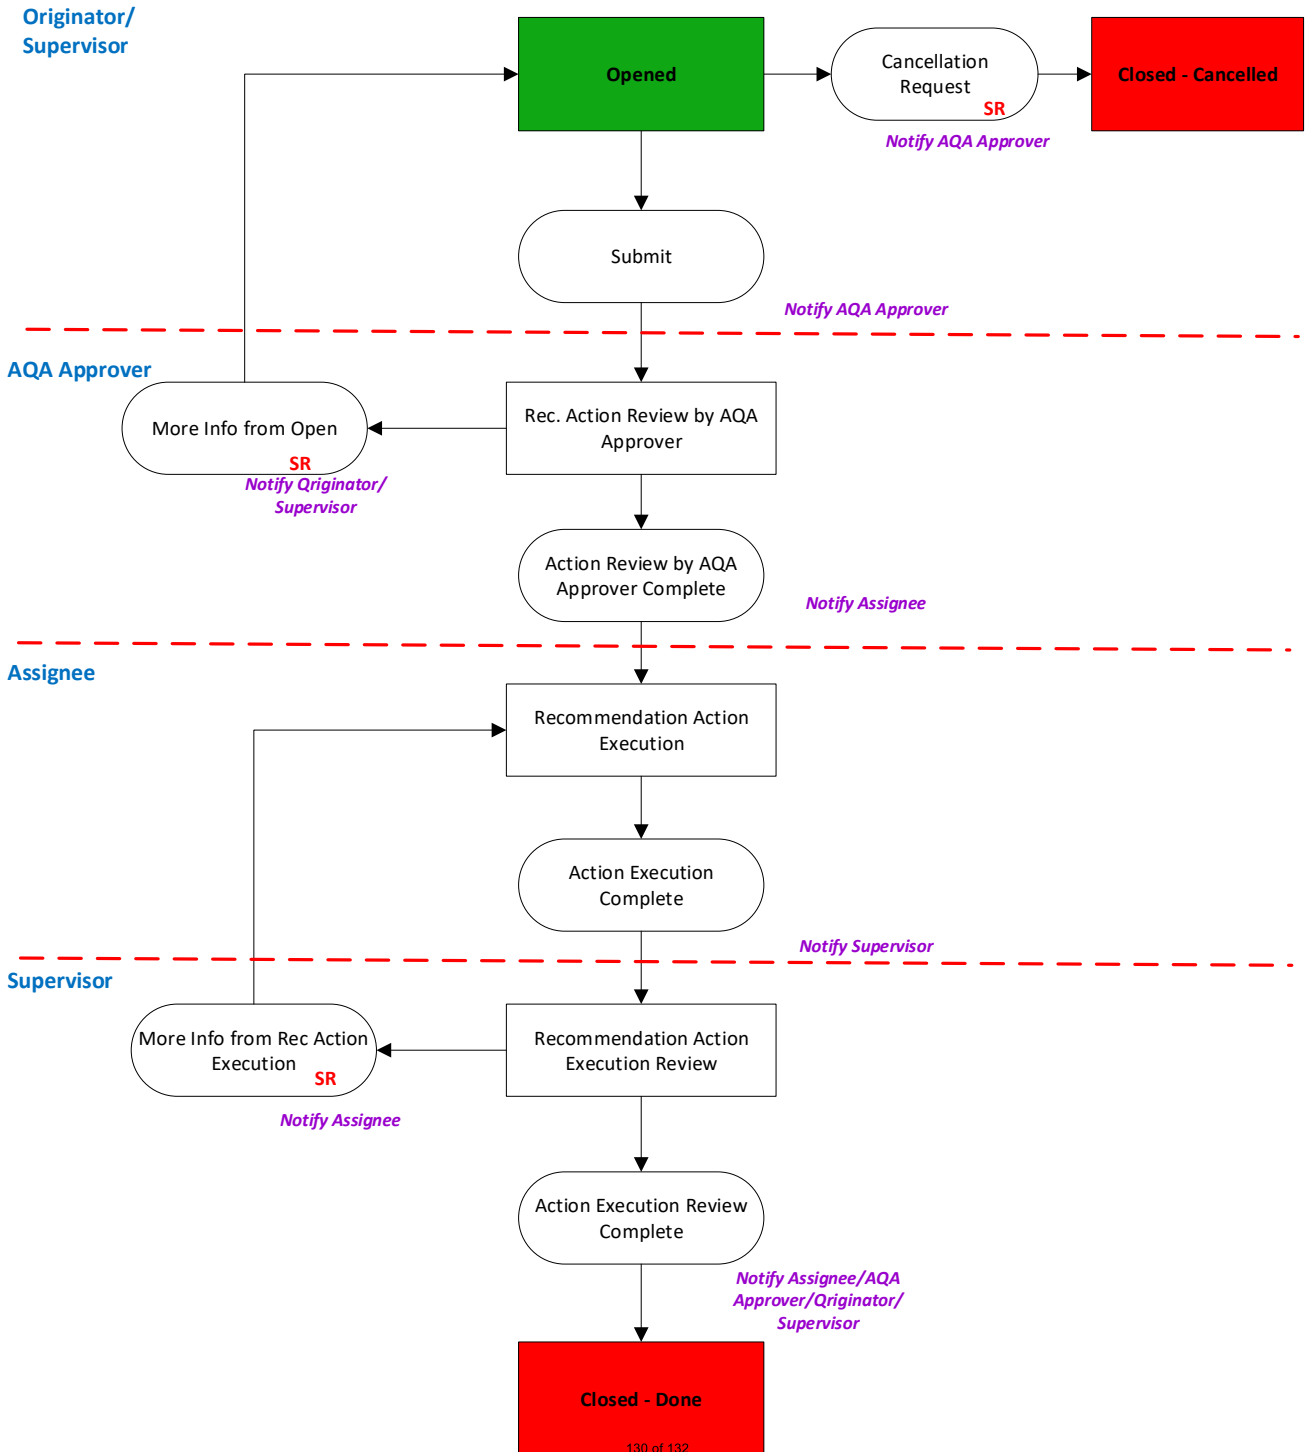 Originator/
Supervisor
Opened
Cancellation
Request
SR
Closed - Cancelled
Notify AQA Approver
Submit
Notify AQA Approver
AQA Approver
More Info from Open
SR
Notify Qriginator/
Supervisor
Rec. Action Review by AQA
Approver
Action Review by AQA
Approver Complete
Notify Assignee
Assignee
Recommendation Action
Execution
Action Execution
Complete
Notify Supervisor
Supervisor
More Info from Rec Action
Execution
SR
Notify Assignee
Recommendation Action
Execution Review
Action Execution Review
Complete
Notify Assignee/AQA
Approver/Qriginator/
Supervisor
Closed - Done
130 of 132